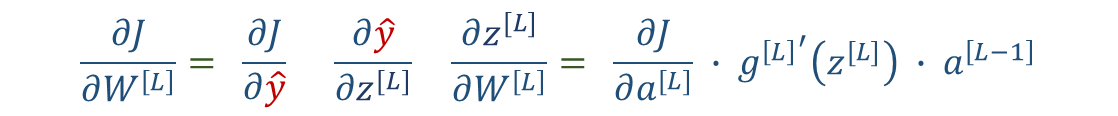 ∂J/∂W^[L] = ∂J/∂ŷ ∂ŷ/∂z^[L] ∂z^[L]/∂W^[L] = ∂J/∂a^[L] · g^[L]′(z^[L]) · a^[L−1]